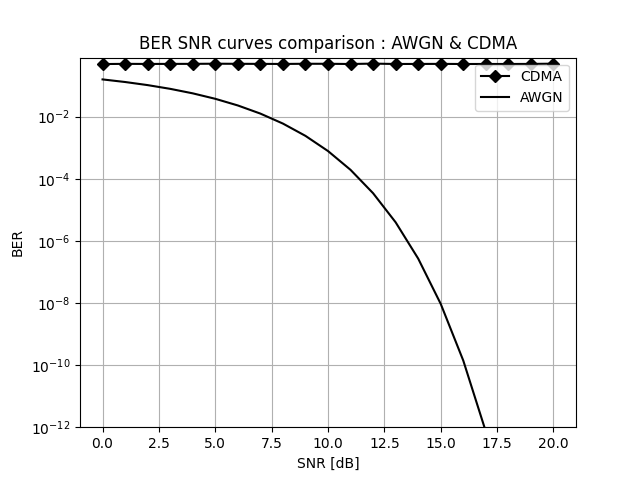 BER SNR curves comparison : AWGN & CDMA
CDMA
AWGN
BER
10⁻²
10⁻⁴
10⁻⁶
10⁻⁸
10⁻¹⁰
10⁻¹²
0.0 2.5 5.0 7.5 10.0 12.5 15.0 17.5 20.0
SNR [dB]